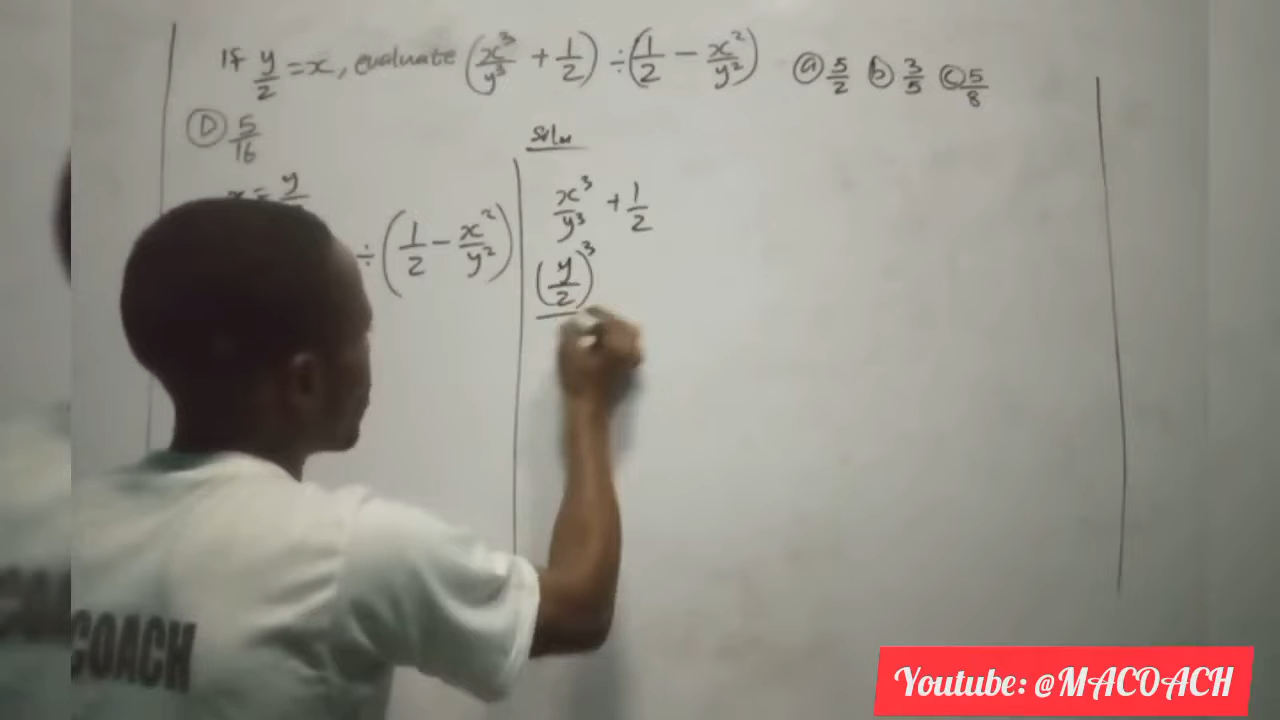 If y/2 = x, evaluate (x³/y³ + 1/2) ÷ (1/2 − x²/y²) (a) 5/2 (b) 3/5 (c) 5/8
(D) 5/16
Soln
x = y
÷ (1/2 − x²/y²)
x³/y³ + 1/2
(y/2)³
COACH
Youtube: @MACOACH